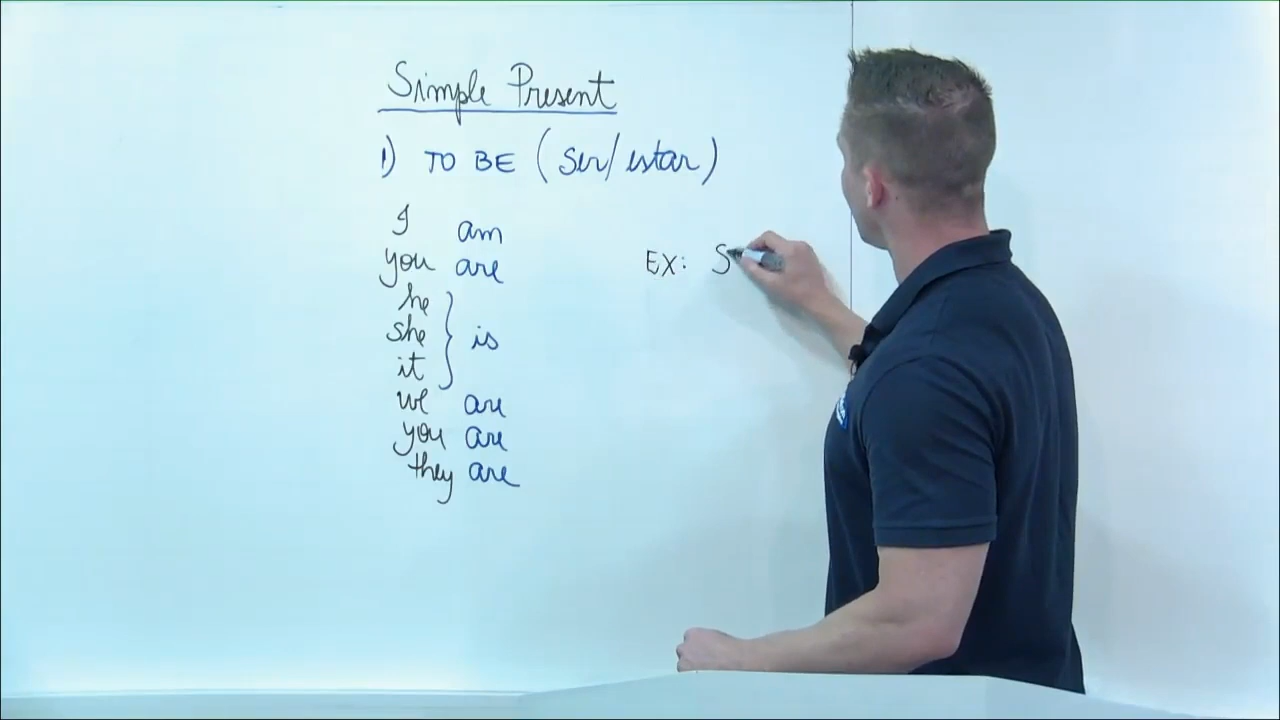 Simple Present
1) TO BE (ser/estar)
I am
you are
he
she } is
it
we are
you are
they are
EX: S